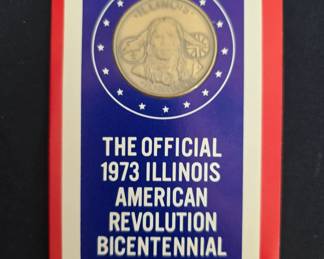 ILLINOIS
THE OFFICIAL
1973 ILLINOIS
AMERICAN
REVOLUTION
BICENTENNIAL